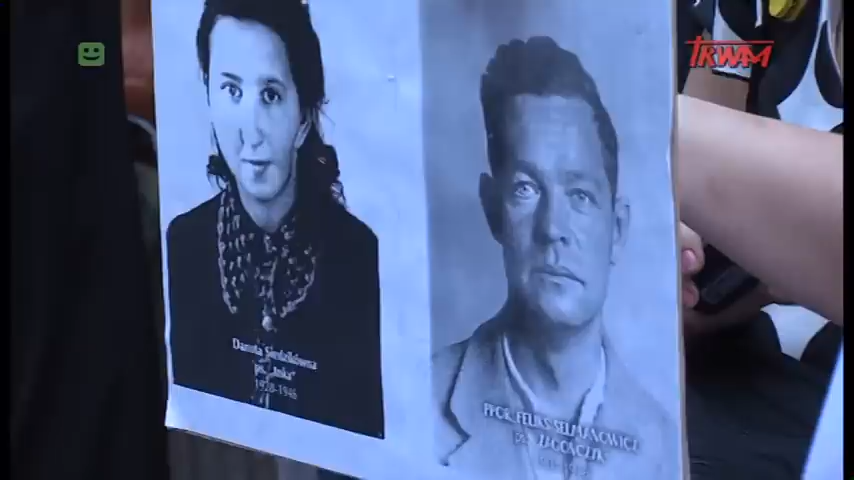 TRWAM
Danuta Siedzikówna
ps. „Inka”
1928-1946
PPOR. FELIKS SELMANOWICZ
PS. ZAGOŃCZYK